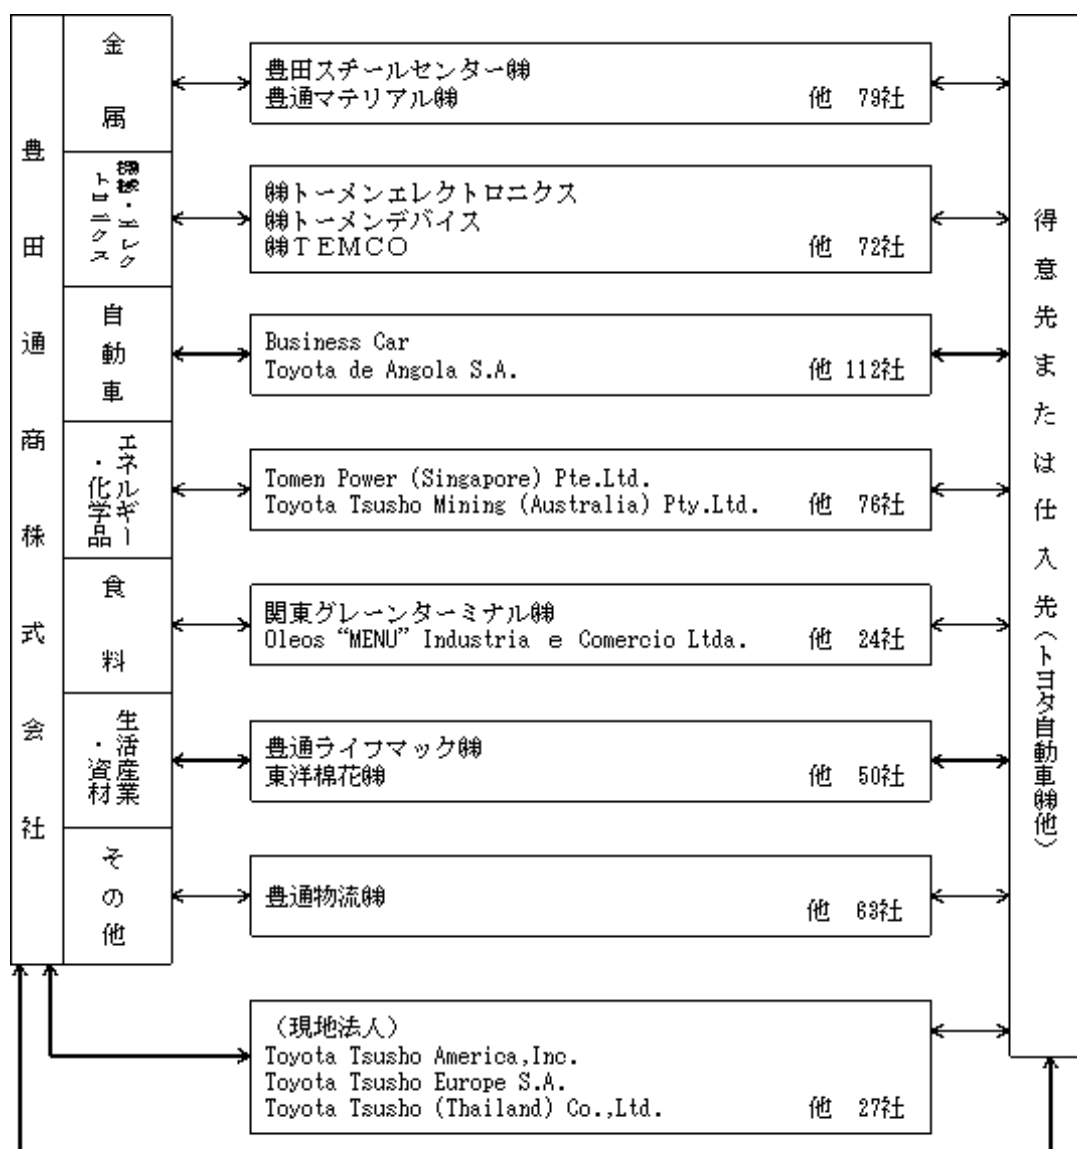 豊田通商株式会社
金属
豊田スチールセンター㈱
豊通マテリアル㈱
他 79社
機械・エレク
トロニクス
㈱トーメンエレクトロニクス
㈱トーメンデバイス
㈱ＴＥＭＣＯ
他 72社
自動車
Business Car
Toyota de Angola S.A.
他 112社
エネルギー
・化学品
Tomen Power (Singapore) Pte.Ltd.
Toyota Tsusho Mining (Australia) Pty.Ltd.
他 76社
食料
関東グレーンターミナル㈱
Oleos “MENU” Industria e Comercio Ltda.
他 24社
生活産業
・資材
豊通ライフマック㈱
東洋棉花㈱
他 50社
その他
豊通物流㈱
他 63社
（現地法人）
Toyota Tsusho America,Inc.
Toyota Tsusho Europe S.A.
Toyota Tsusho (Thailand) Co.,Ltd.
他 27社
得意先または仕入先（トヨタ自動車㈱他）